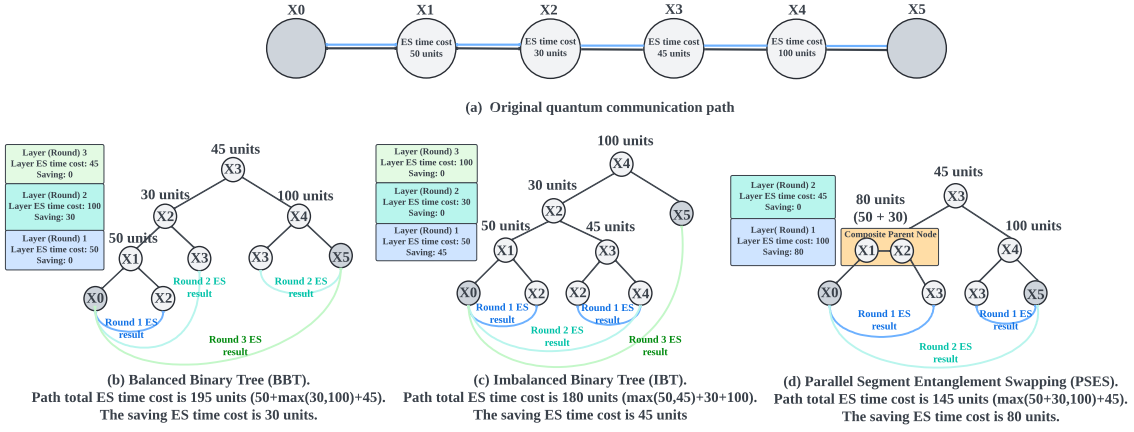 X0
X1
X2
X3
X4
X5
ES time cost
50 units
ES time cost
30 units
ES time cost
45 units
ES time cost
100 units
(a) Original quantum communication path
Layer (Round) 3
Layer ES time cost: 45
Saving: 0
Layer (Round) 2
Layer ES time cost: 100
Saving: 30
Layer (Round) 1
Layer ES time cost: 50
Saving: 0
45 units
X3
30 units
X2
100 units
X4
50 units
X1
X3
X3
X5
X0
X2
Round 1 ES
result
Round 2 ES
result
Round 2 ES
result
Round 3 ES
result
(b) Balanced Binary Tree (BBT).
Path total ES time cost is 195 units (50+max(30,100)+45).
The saving ES time cost is 30 units.
Layer (Round) 3
Layer ES time cost: 100
Saving: 0
Layer (Round) 2
Layer ES time cost: 30
Saving: 0
Layer (Round) 1
Layer ES time cost: 50
Saving: 45
100 units
X4
30 units
X2
X5
50 units
X1
45 units
X3
X0
X2
X2
X4
Round 1 ES
result
Round 1 ES
result
Round 2 ES
result
Round 3 ES
result
(c) Imbalanced Binary Tree (IBT).
Path total ES time cost is 180 units (max(50,45)+30+100).
The saving ES time cost is 45 units
Layer (Round) 2
Layer ES time cost: 45
Saving: 0
Layer( Round) 1
Layer ES time cost: 100
Saving: 80
45 units
X3
80 units
(50 + 30)
Composite Parent Node
X1
X2
100 units
X4
X0
X3
X3
X5
Round 1 ES
result
Round 1 ES
result
Round 2 ES
result
(d) Parallel Segment Entanglement Swapping (PSES).
Path total ES time cost is 145 units (max(50+30,100)+45).
The saving ES time cost is 80 units.